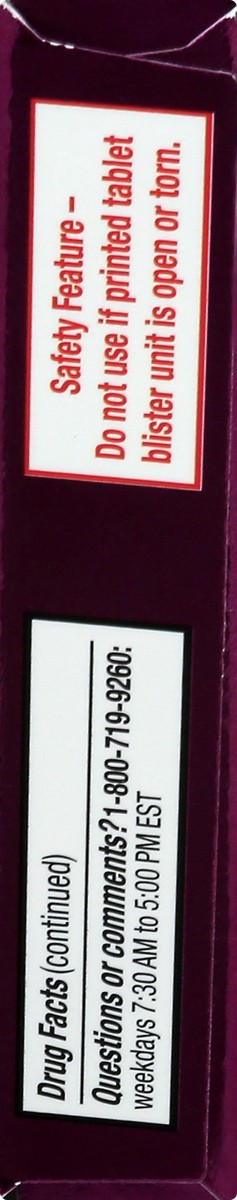 Drug Facts (continued)
Questions or comments? 1-800-719-9260:
weekdays 7:30 AM to 5:00 PM EST
Safety Feature –
Do not use if printed tablet
blister unit is open or torn.